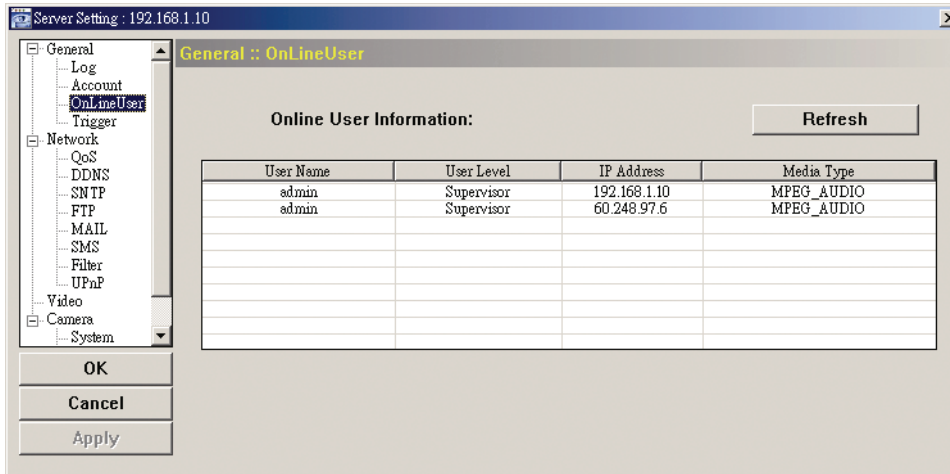 Server Setting : 192.168.1.10
General
Log
Account
OnLineUser
Trigger
Network
QoS
DDNS
SNTP
FTP
MAIL
SMS
Filter
UPnP
Video
Camera
System
OK
Cancel
Apply
General :: OnLineUser
Online User Information:
Refresh
User Name User Level IP Address Media Type
admin Supervisor 192.168.1.10 MPEG_AUDIO
admin Supervisor 60.248.97.6 MPEG_AUDIO